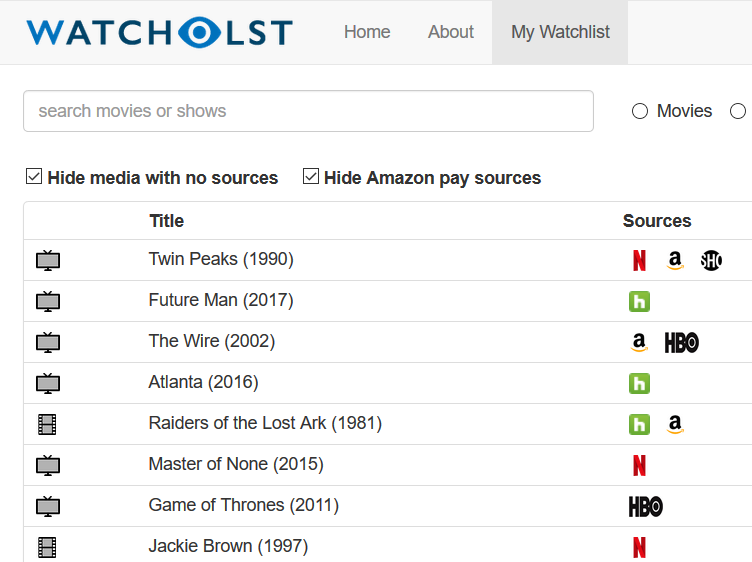 WATCHOLST Home About My Watchlist
search movies or shows Movies
Hide media with no sources Hide Amazon pay sources
Title Sources
Twin Peaks (1990) N a SHO
Future Man (2017) h
The Wire (2002) a HBO
Atlanta (2016) h
Raiders of the Lost Ark (1981) h a
Master of None (2015) N
Game of Thrones (2011) HBO
Jackie Brown (1997) N